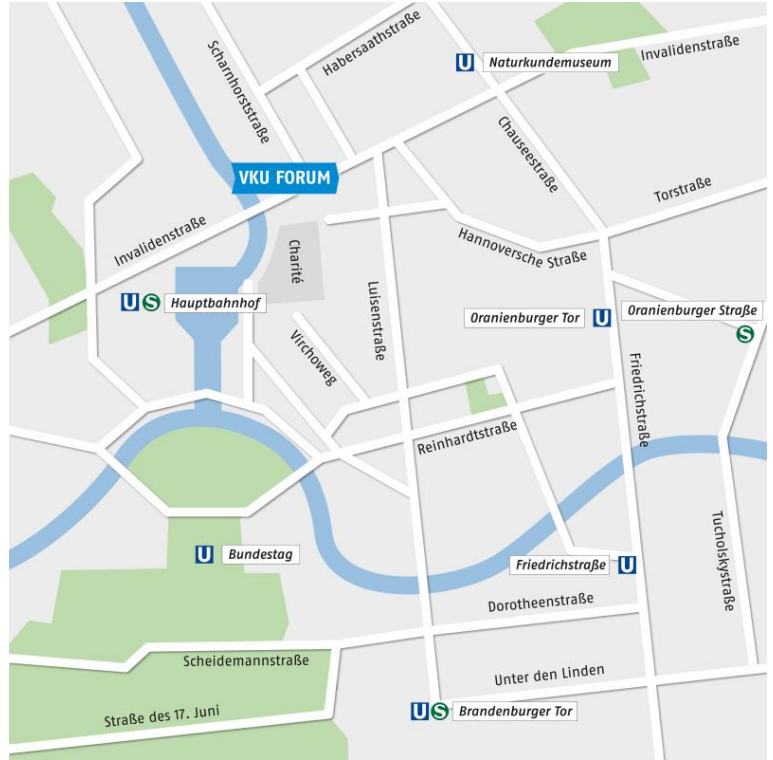 Scharnhorststraße
Habersaathstraße
U Naturkundemuseum
Invalidenstraße
Chauseestraße
VKU FORUM
Torstraße
Invalidenstraße
Hannoversche Straße
Charité
Luisenstraße
U S Hauptbahnhof
Oranienburger Tor U
Oranienburger Straße
S
Virchoweg
Friedrichstraße
Reinhardtstraße
Tucholskystraße
U Bundestag
Friedrichstraße U
Dorotheenstraße
Scheidemannstraße
Unter den Linden
Straße des 17. Juni
U S Brandenburger Tor